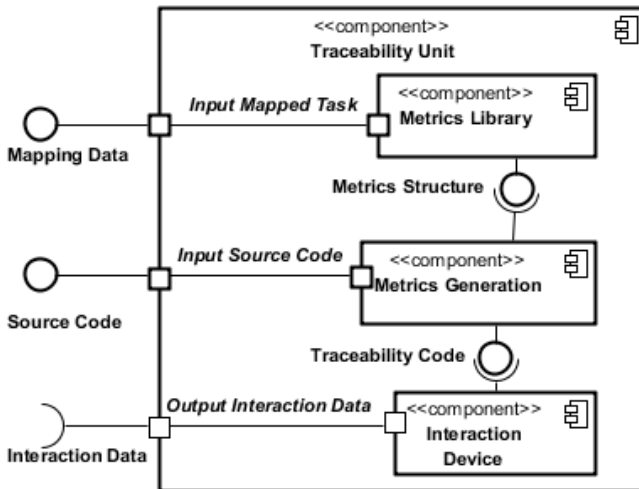 <<component>>
Traceability Unit
Input Mapped Task
<<component>>
Metrics Library
Mapping Data
Metrics Structure
Input Source Code
<<component>>
Metrics Generation
Source Code
Traceability Code
Output Interaction Data
<<component>>
Interaction
Device
Interaction Data